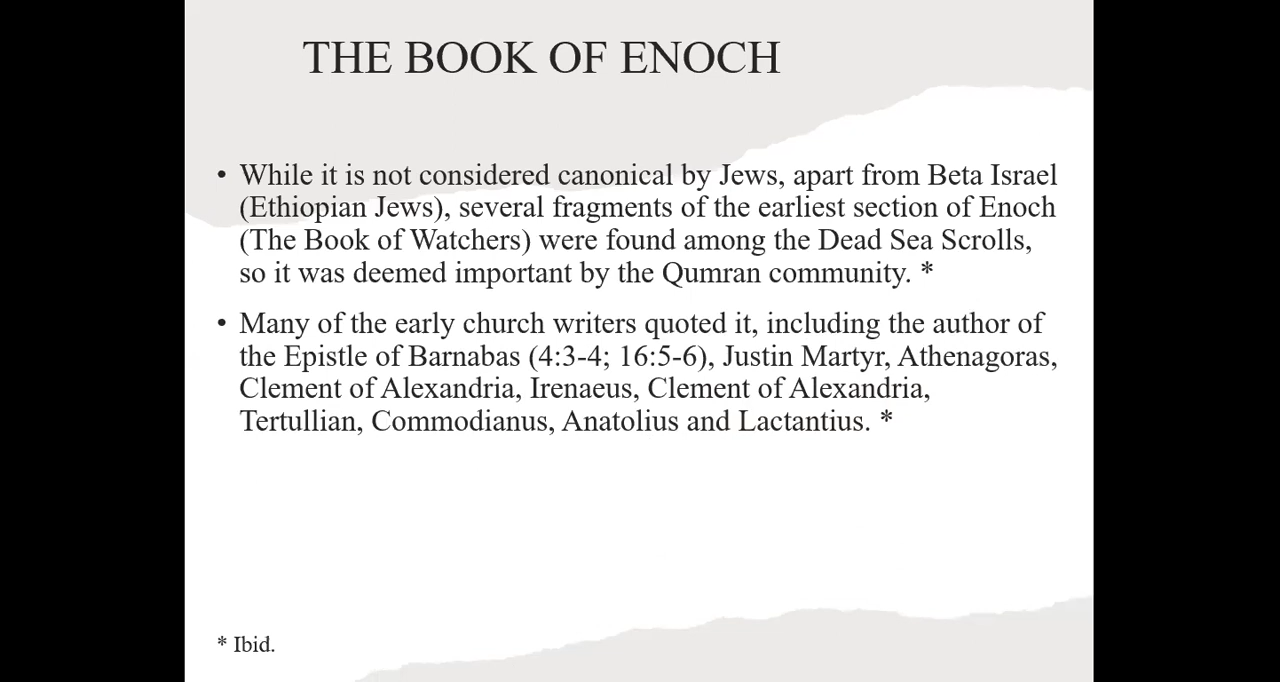 THE BOOK OF ENOCH
• While it is not considered canonical by Jews, apart from Beta Israel
(Ethiopian Jews), several fragments of the earliest section of Enoch
(The Book of Watchers) were found among the Dead Sea Scrolls,
so it was deemed important by the Qumran community. *
• Many of the early church writers quoted it, including the author of
the Epistle of Barnabas (4:3-4; 16:5-6), Justin Martyr, Athenagoras,
Clement of Alexandria, Irenaeus, Clement of Alexandria,
Tertullian, Commodianus, Anatolius and Lactantius. *
* Ibid.